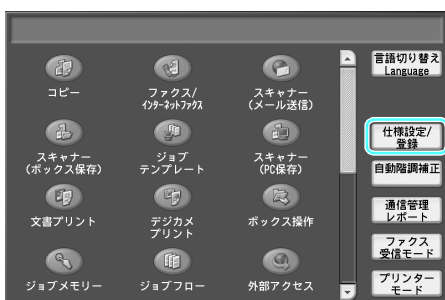 言語切り替え
Language
コピー
ファクス/
インターネットファクス
スキャナー
(メール送信)
仕様設定/
登録
スキャナー
(ボックス保存)
ジョブ
テンプレート
スキャナー
(PC保存)
自動階調補正
文書プリント
デジカメ
プリント
ボックス操作
通信管理
レポート
ファクス
受信モード
ジョブメモリー
ジョブフロー
外部アクセス
プリンター
モード